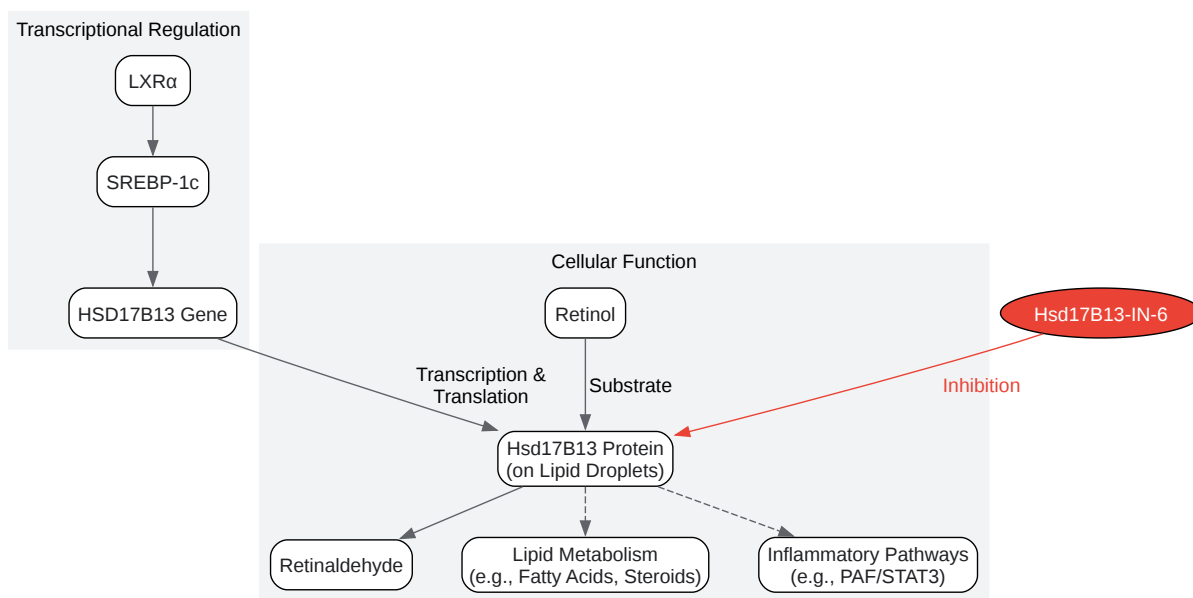 Transcriptional Regulation
LXRα
SREBP-1c
HSD17B13 Gene
Cellular Function
Retinol
Hsd17B13-IN-6
Transcription &
Translation
Substrate
Inhibition
Hsd17B13 Protein
(on Lipid Droplets)
Retinaldehyde
Lipid Metabolism
(e.g., Fatty Acids, Steroids)
Inflammatory Pathways
(e.g., PAF/STAT3)